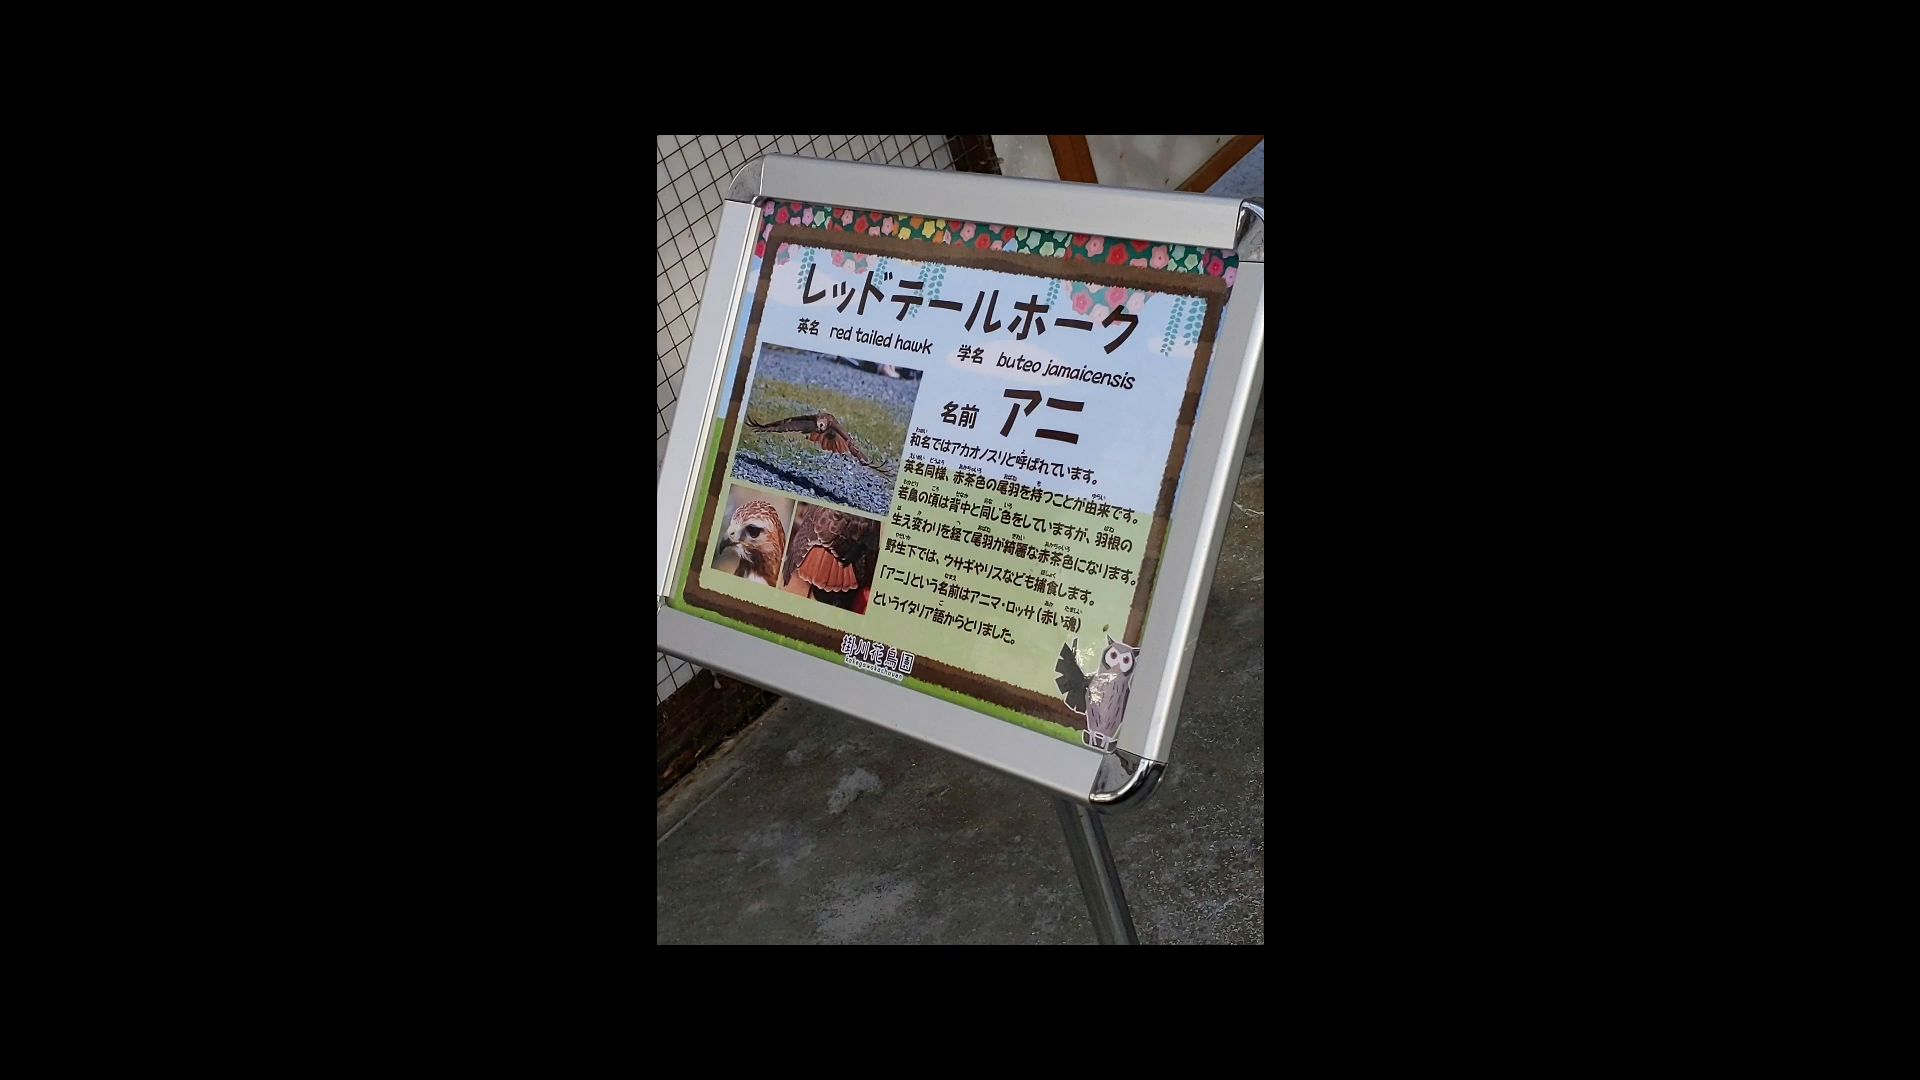 レッドテールホーク
英名 red tailed hawk 学名 buteo jamaicensis
名前 アニ
和名ではアカオノスリと呼ばれています。
英名同様、赤茶色の尾羽を持つことが由来です。
若鳥の頃は背中と同じ色をしていますが、羽根の
生え変わりを経て尾羽が綺麗な赤茶色になります。
野生下では、ウサギやリスなども捕食します。
「アニ」という名前はアニマ・ロッサ(赤い魂)
というイタリア語からとりました。
掛川花鳥園